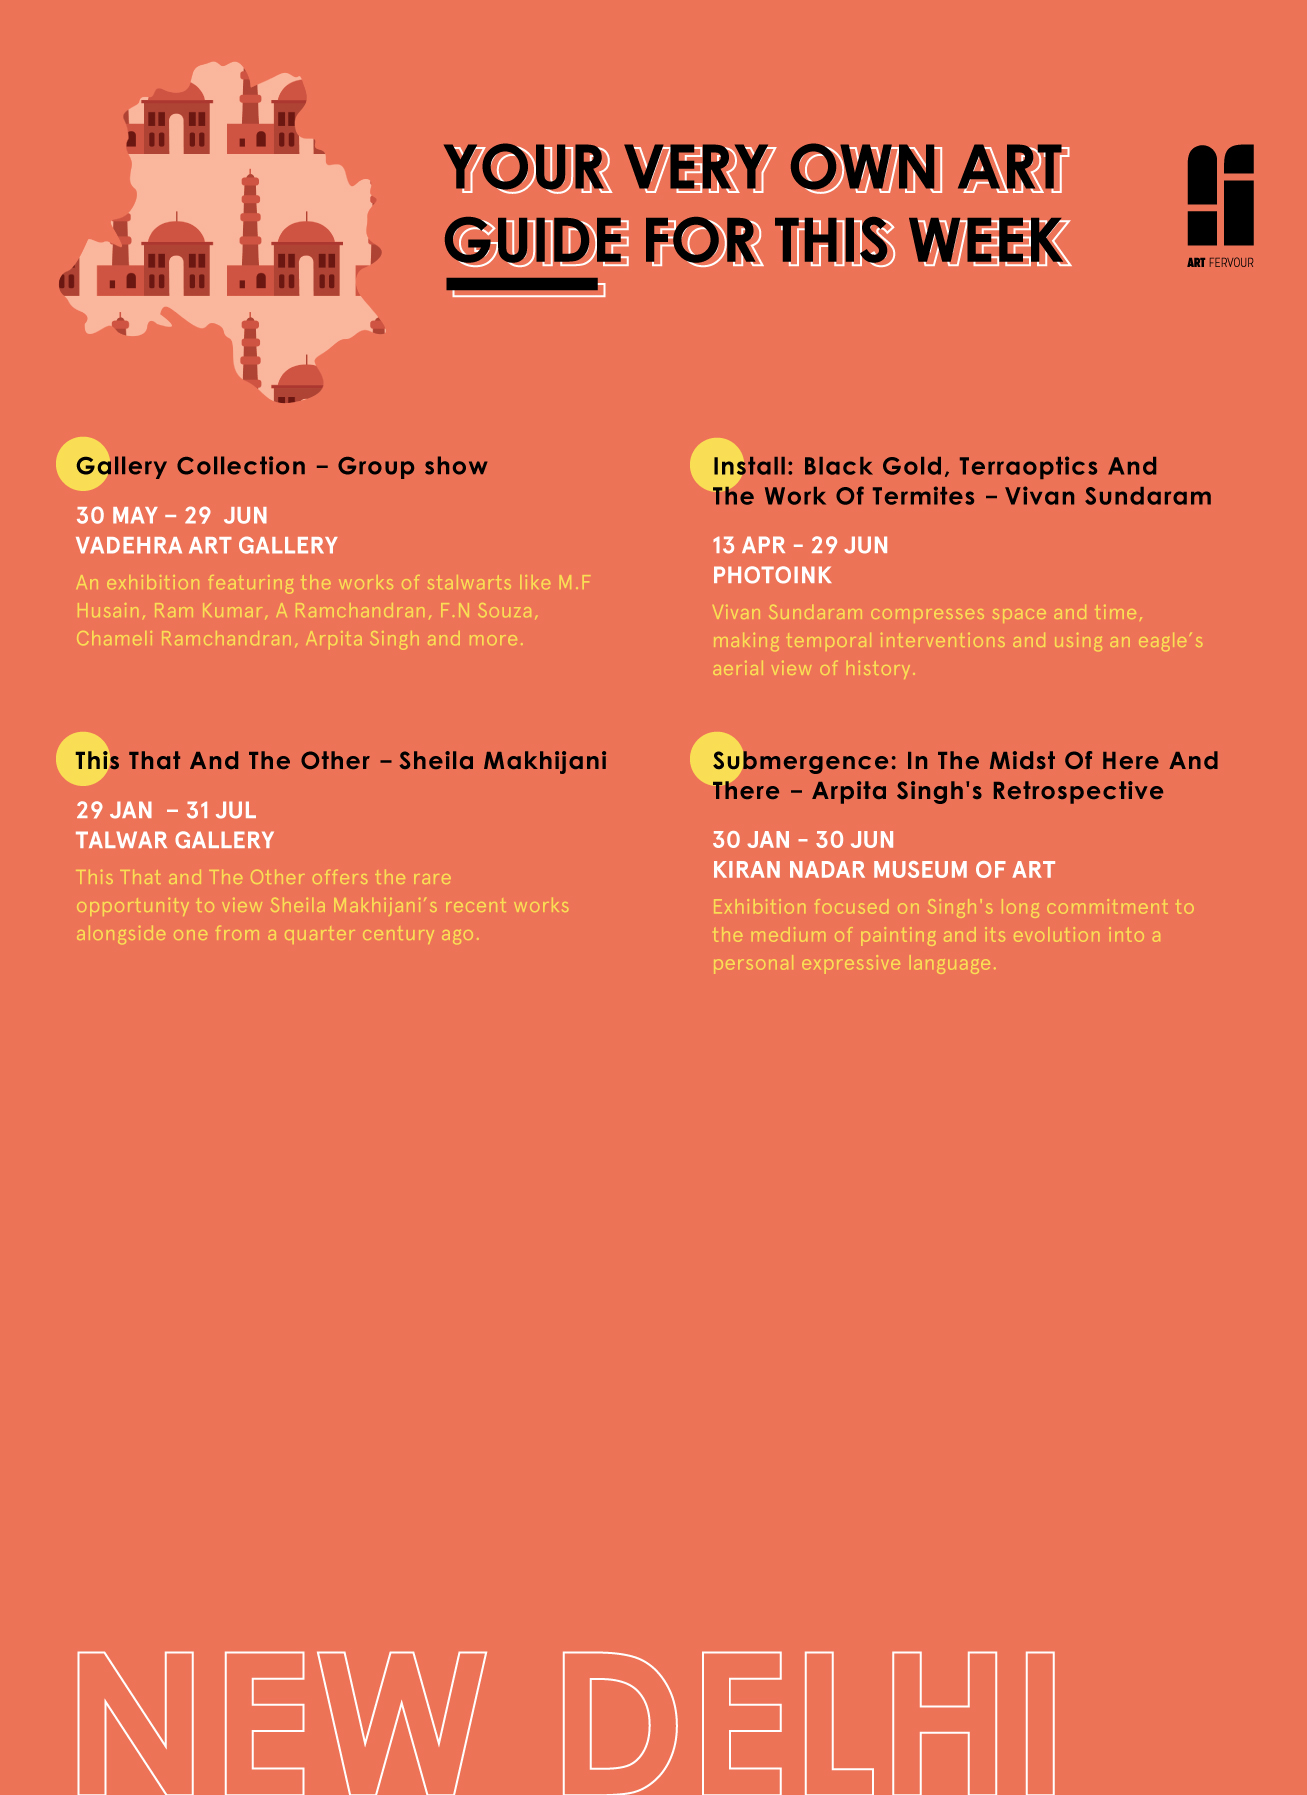 YOUR VERY OWN ART
GUIDE FOR THIS WEEK
ART FERVOUR
Gallery Collection – Group show
30 MAY – 29 JUN
VADEHRA ART GALLERY
An exhibition featuring the works of stalwarts like M.F
Husain, Ram Kumar, A Ramchandran, F.N Souza,
Chameli Ramchandran, Arpita Singh and more.
Install: Black Gold, Terraoptics And
The Work Of Termites – Vivan Sundaram
13 APR – 29 JUN
PHOTOINK
Vivan Sundaram compresses space and time,
making temporal interventions and using an eagle’s
aerial view of history.
This That And The Other – Sheila Makhijani
29 JAN – 31 JUL
TALWAR GALLERY
This That and The Other offers the rare
opportunity to view Sheila Makhijani’s recent works
alongside one from a quarter century ago.
Submergence: In The Midst Of Here And
There – Arpita Singh's Retrospective
30 JAN – 30 JUN
KIRAN NADAR MUSEUM OF ART
Exhibition focused on Singh's long commitment to
the medium of painting and its evolution into a
personal expressive language.
NEW DELHI